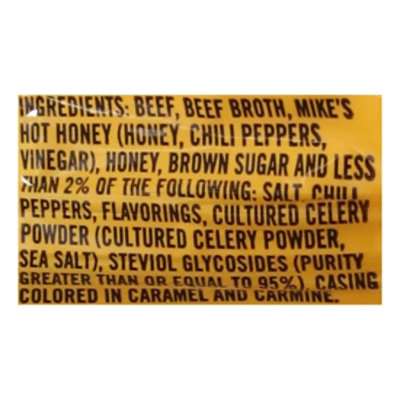 INGREDIENTS: BEEF, BEEF BROTH, MIKE'S
HOT HONEY (HONEY, CHILI PEPPERS,
VINEGAR), HONEY, BROWN SUGAR AND LESS
THAN 2% OF THE FOLLOWING: SALT, CHILI
PEPPERS, FLAVORINGS, CULTURED CELERY
POWDER (CULTURED CELERY POWDER,
SEA SALT), STEVIOL GLYCOSIDES (PURITY
GREATER THAN OR EQUAL TO 95%). CASING
COLORED IN CARAMEL AND CARMINE.